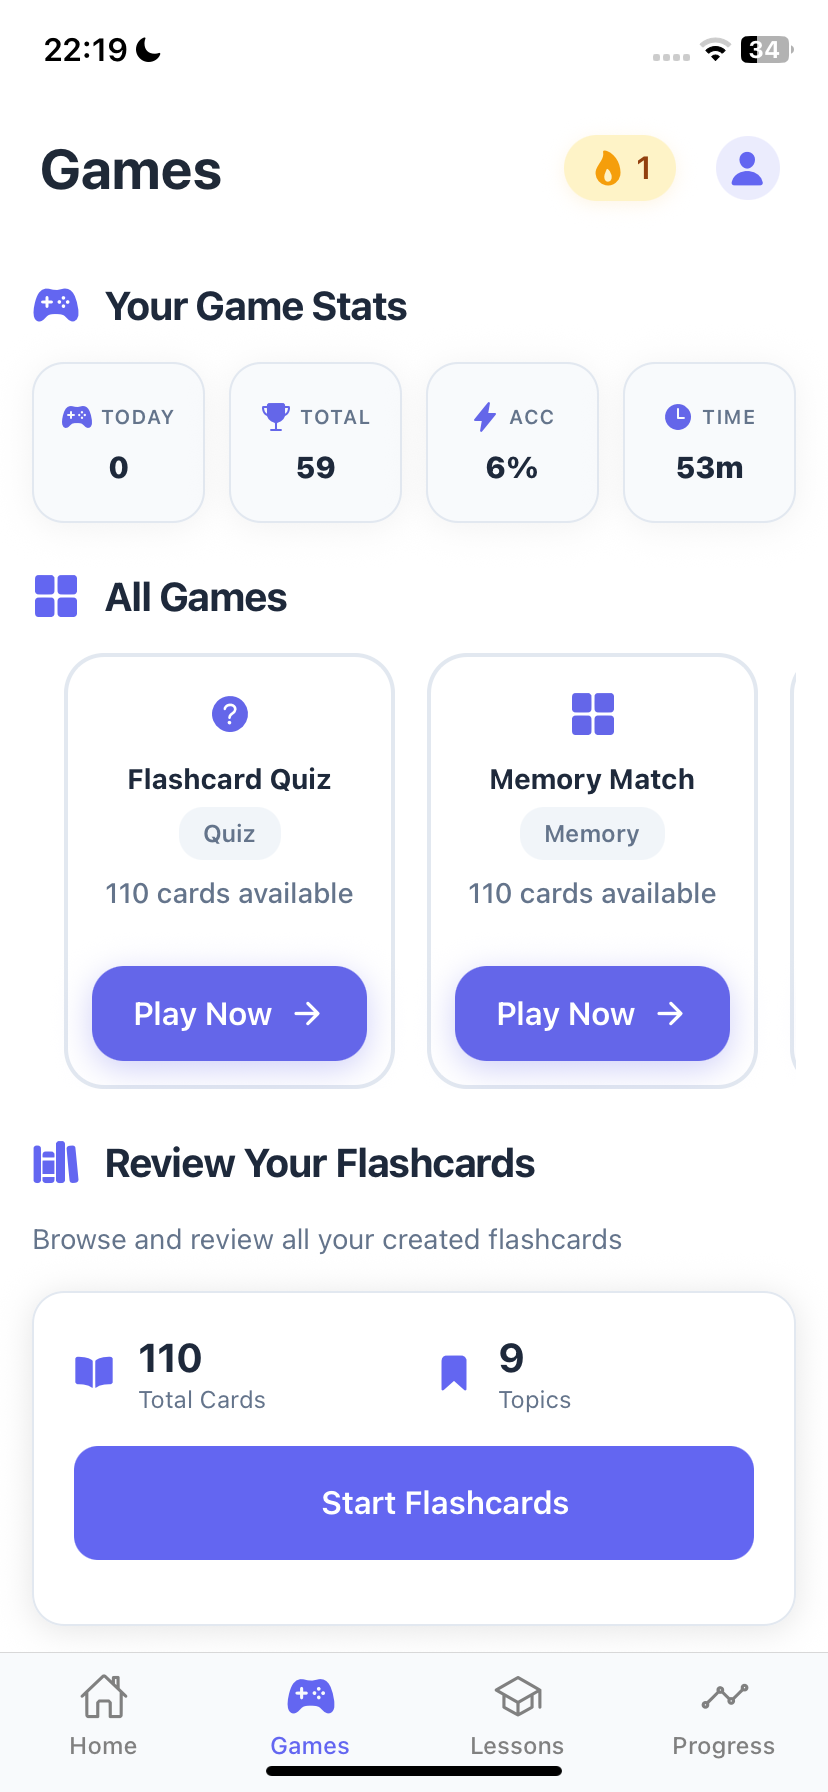 22:19
34
Games
1
Your Game Stats
TODAY
0
TOTAL
59
ACC
6%
TIME
53m
All Games
Flashcard Quiz
Quiz
110 cards available
Play Now
Memory Match
Memory
110 cards available
Play Now
Review Your Flashcards
Browse and review all your created flashcards
110
Total Cards
9
Topics
Start Flashcards
Home
Games
Lessons
Progress